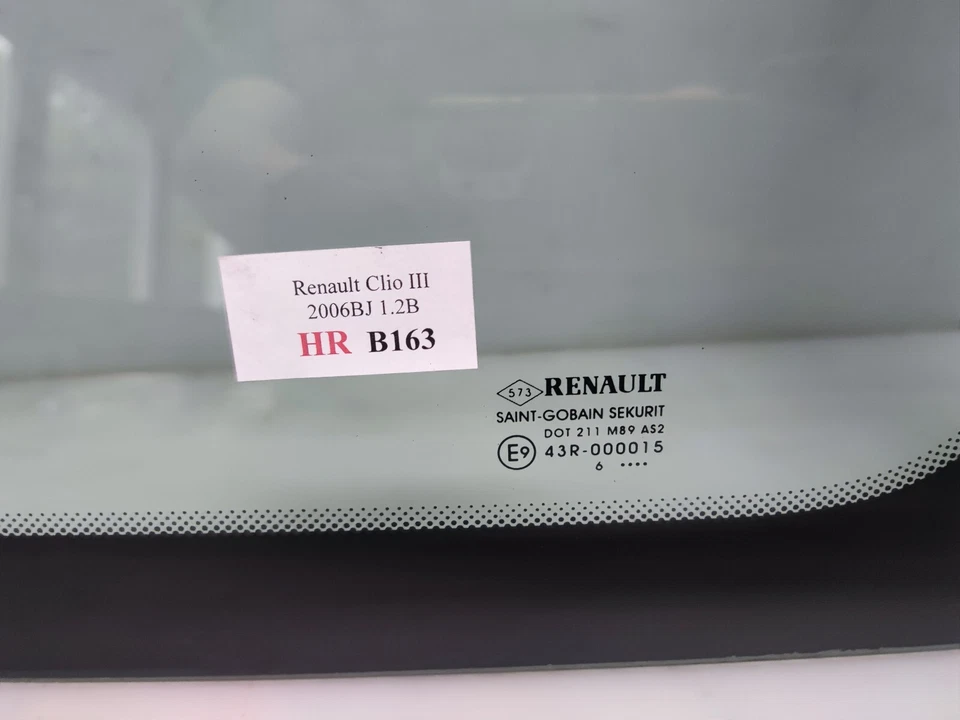 Renault Clio III
2006BJ 1.2B
HR B163
573 RENAULT
SAINT-GOBAIN SEKURIT
DOT 211 M89 AS2
E9 43R-000015
6 ••••